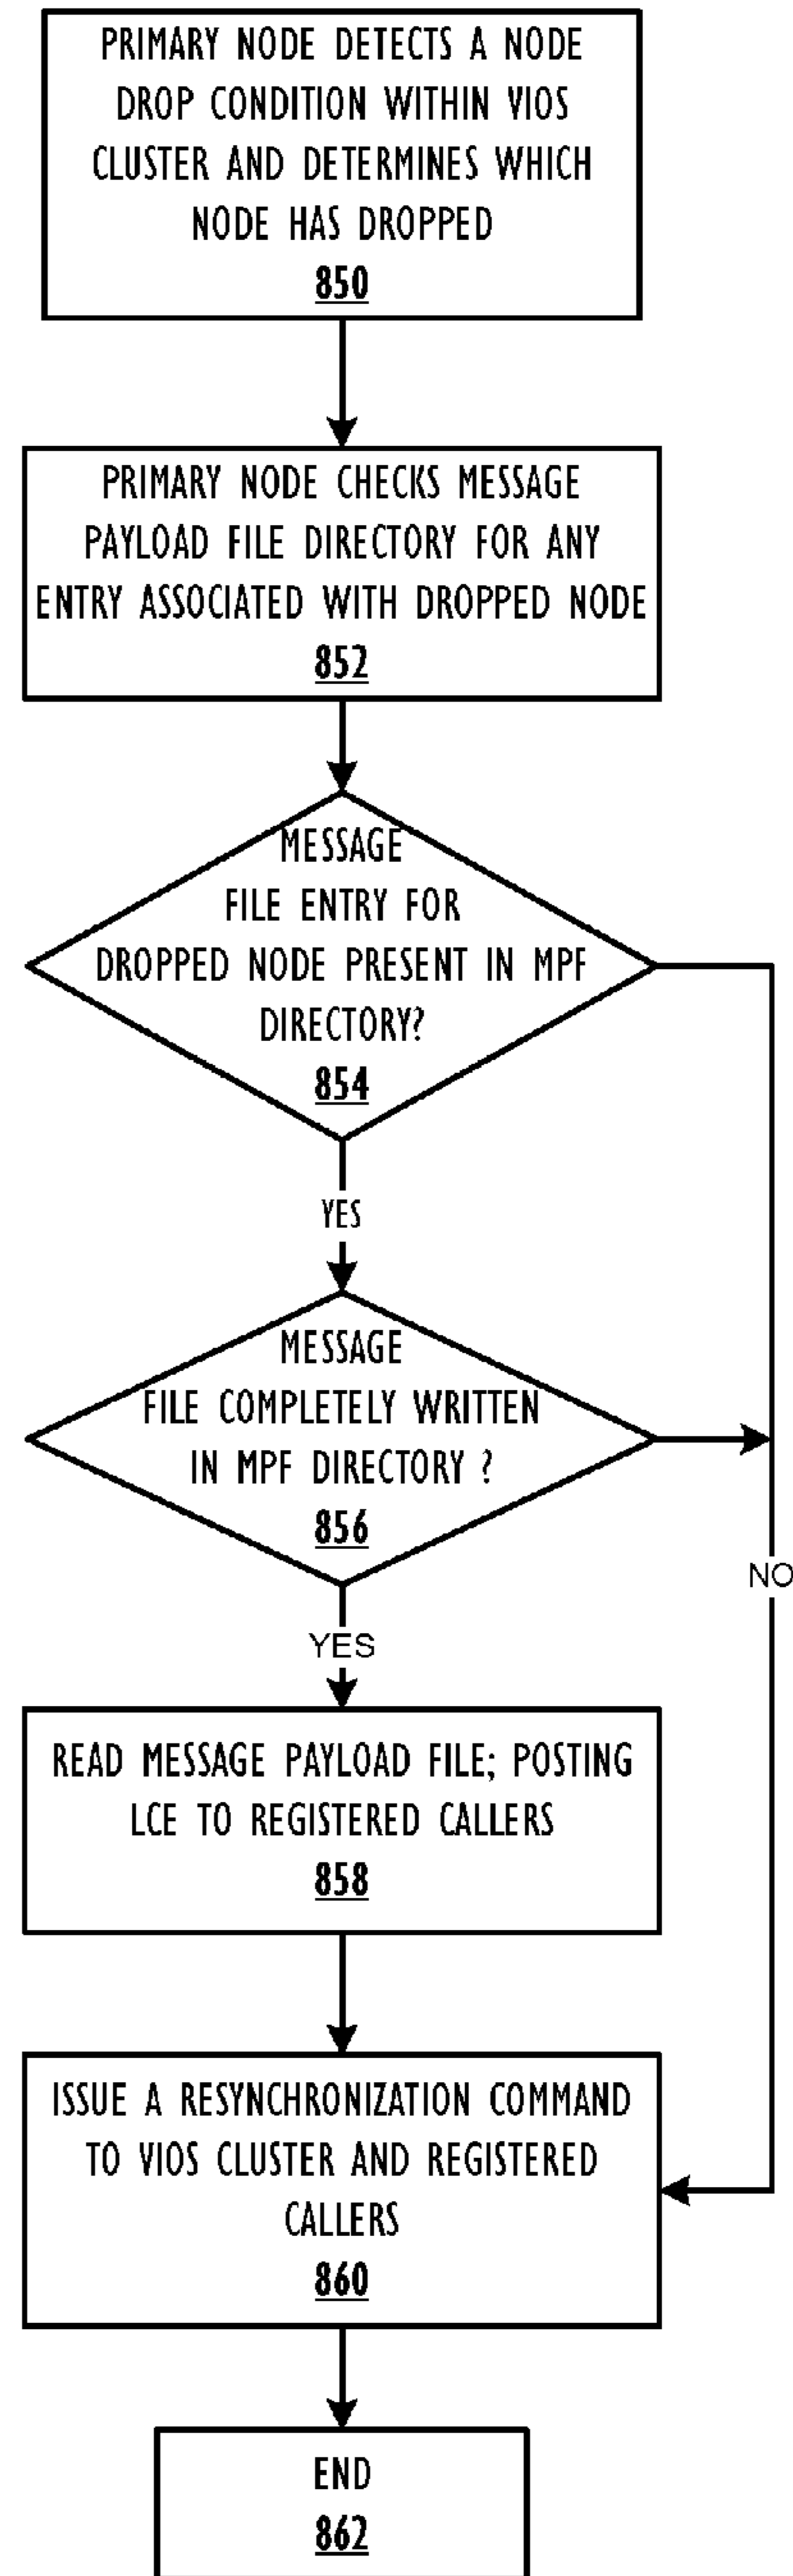 PRIMARY NODE DETECTS A NODE
DROP CONDITION WITHIN VIOS
CLUSTER AND DETERMINES WHICH
NODE HAS DROPPED
850
PRIMARY NODE CHECKS MESSAGE
PAYLOAD FILE DIRECTORY FOR ANY
ENTRY ASSOCIATED WITH DROPPED NODE
852
MESSAGE
FILE ENTRY FOR
DROPPED NODE PRESENT IN MPF
DIRECTORY?
854
YES
MESSAGE
FILE COMPLETELY WRITTEN
IN MPF DIRECTORY ?
856
NO
YES
READ MESSAGE PAYLOAD FILE; POSTING
LCE TO REGISTERED CALLERS
858
ISSUE A RESYNCHRONIZATION COMMAND
TO VIOS CLUSTER AND REGISTERED
CALLERS
860
END
862